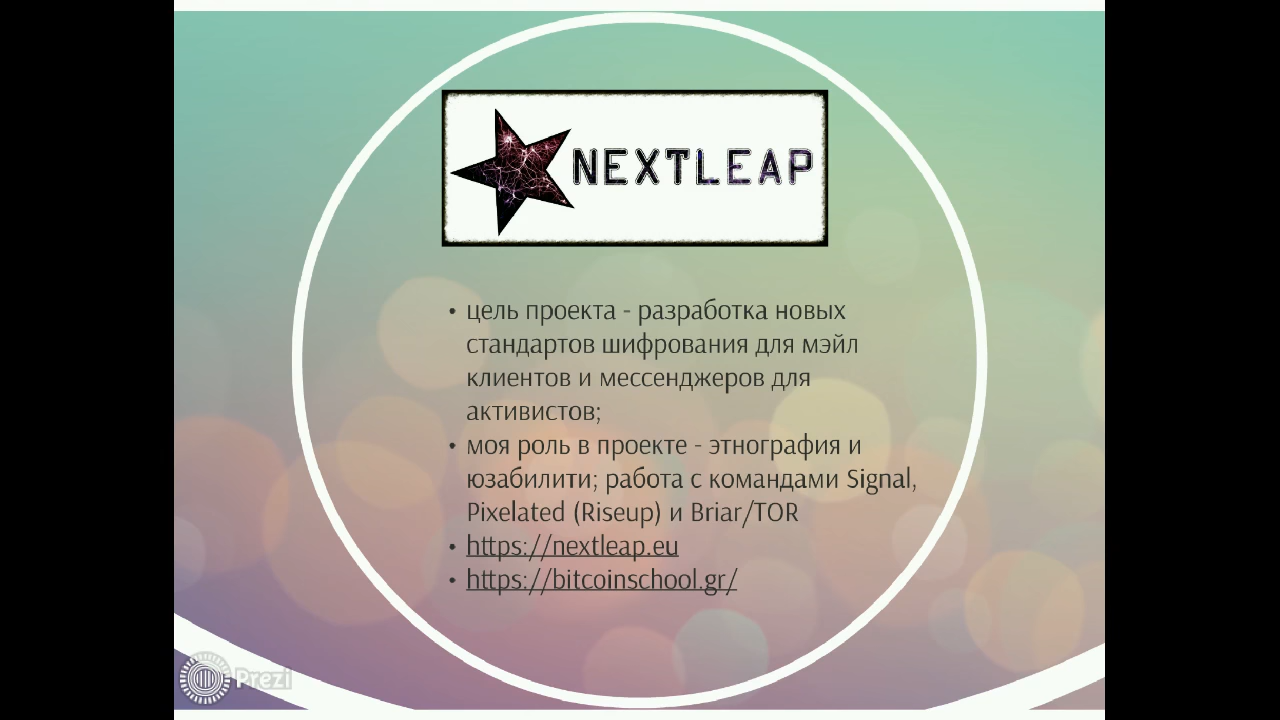 NEXTLEAP
• цель проекта - разработка новых
стандартов шифрования для мэйл
клиентов и мессенджеров для
активистов;
• моя роль в проекте - этнография и
юзабилити; работа с командами Signal,
Pixelated (Riseup) и Briar/TOR
• https://nextleap.eu
• https://bitcoinschool.gr/
Prezi